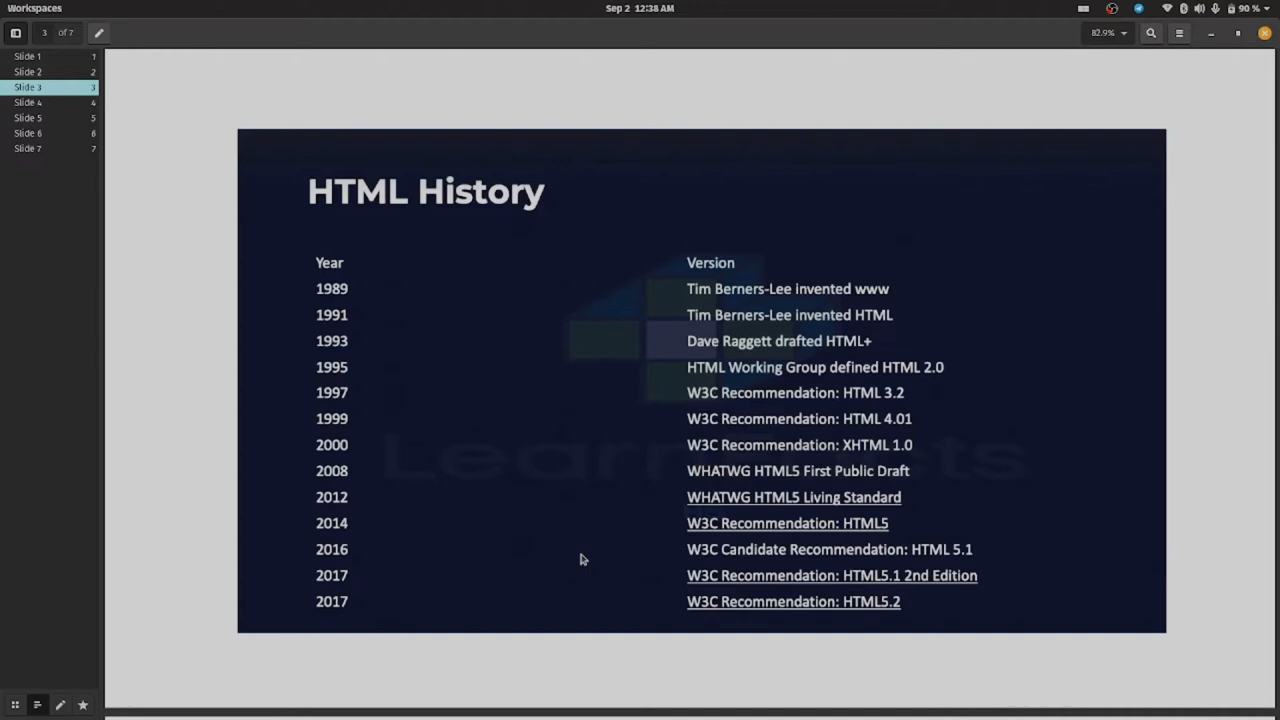 Workspaces
Sep 2 12:38 AM
90 %
3 of 7
82.9%
Slide 1 1
Slide 2 2
Slide 3 3
Slide 4 4
Slide 5 5
Slide 6 6
Slide 7 7
HTML History
Year Version
1989 Tim Berners-Lee invented www
1991 Tim Berners-Lee invented HTML
1993 Dave Raggett drafted HTML+
1995 HTML Working Group defined HTML 2.0
1997 W3C Recommendation: HTML 3.2
1999 W3C Recommendation: HTML 4.01
2000 W3C Recommendation: XHTML 1.0
2008 WHATWG HTML5 First Public Draft
2012 WHATWG HTML5 Living Standard
2014 W3C Recommendation: HTML5
2016 W3C Candidate Recommendation: HTML 5.1
2017 W3C Recommendation: HTML5.1 2nd Edition
2017 W3C Recommendation: HTML5.2